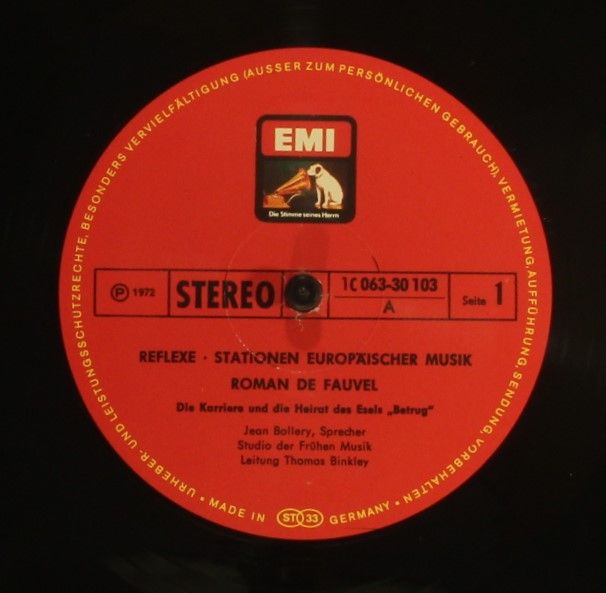 URHEBER- UND LEISTUNGSSCHUTZRECHTE, BESONDERS VERVIELFÄLTIGUNG (AUSSER ZUM PERSÖNLICHEN GEBRAUCH), VERMIETUNG, AUFFÜHRUNG, SENDUNG, VORBEHALTEN
EMI
Die Stimme seines Herrn
Ⓟ 1972
STEREO
1C 063-30 103
A
Seite 1
REFLEXE · STATIONEN EUROPÄISCHER MUSIK
ROMAN DE FAUVEL
Die Karriere und die Heirat des Esels „Betrug“
Jean Bollery, Sprecher
Studio der Frühen Musik
Leitung Thomas Binkley
MADE IN ST 33 GERMANY